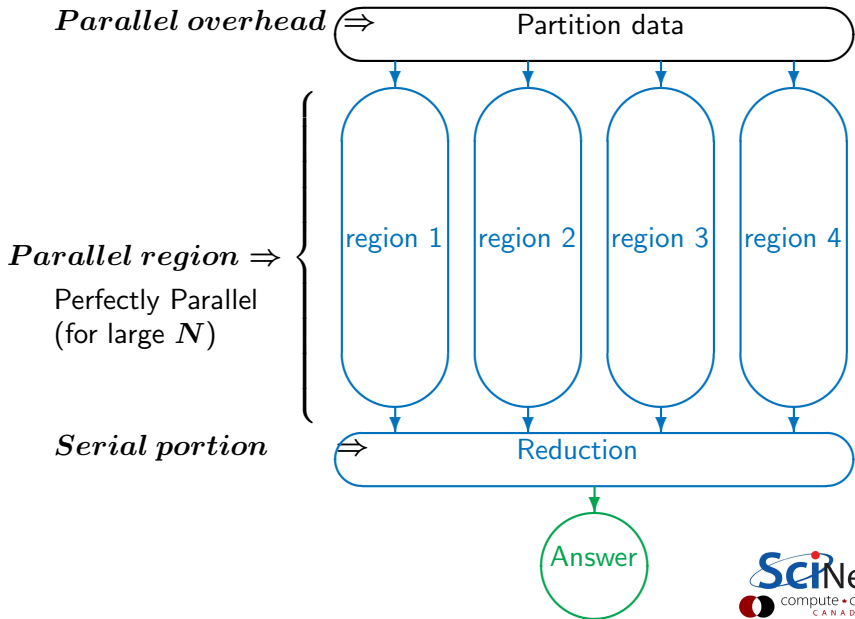 Parallel overhead ⇒ Partition data
region 1 region 2 region 3 region 4
Parallel region ⇒
Perfectly Parallel
(for large N)
Serial portion ⇒ Reduction
Answer
SciNe
compute • c
CANAD